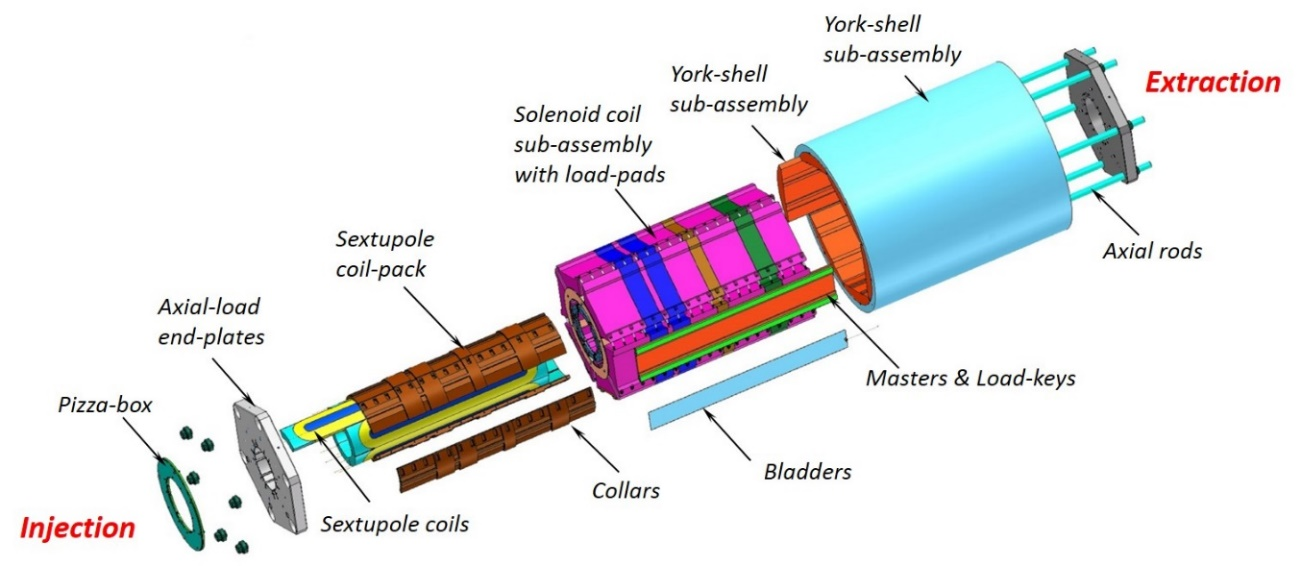 York-shell
sub-assembly
York-shell
sub-assembly
Extraction
Solenoid coil
sub-assembly
with load-pads
Sextupole
coil-pack
Axial rods
Axial-load
end-plates
Masters & Load-keys
Pizza-box
Bladders
Collars
Sextupole coils
Injection